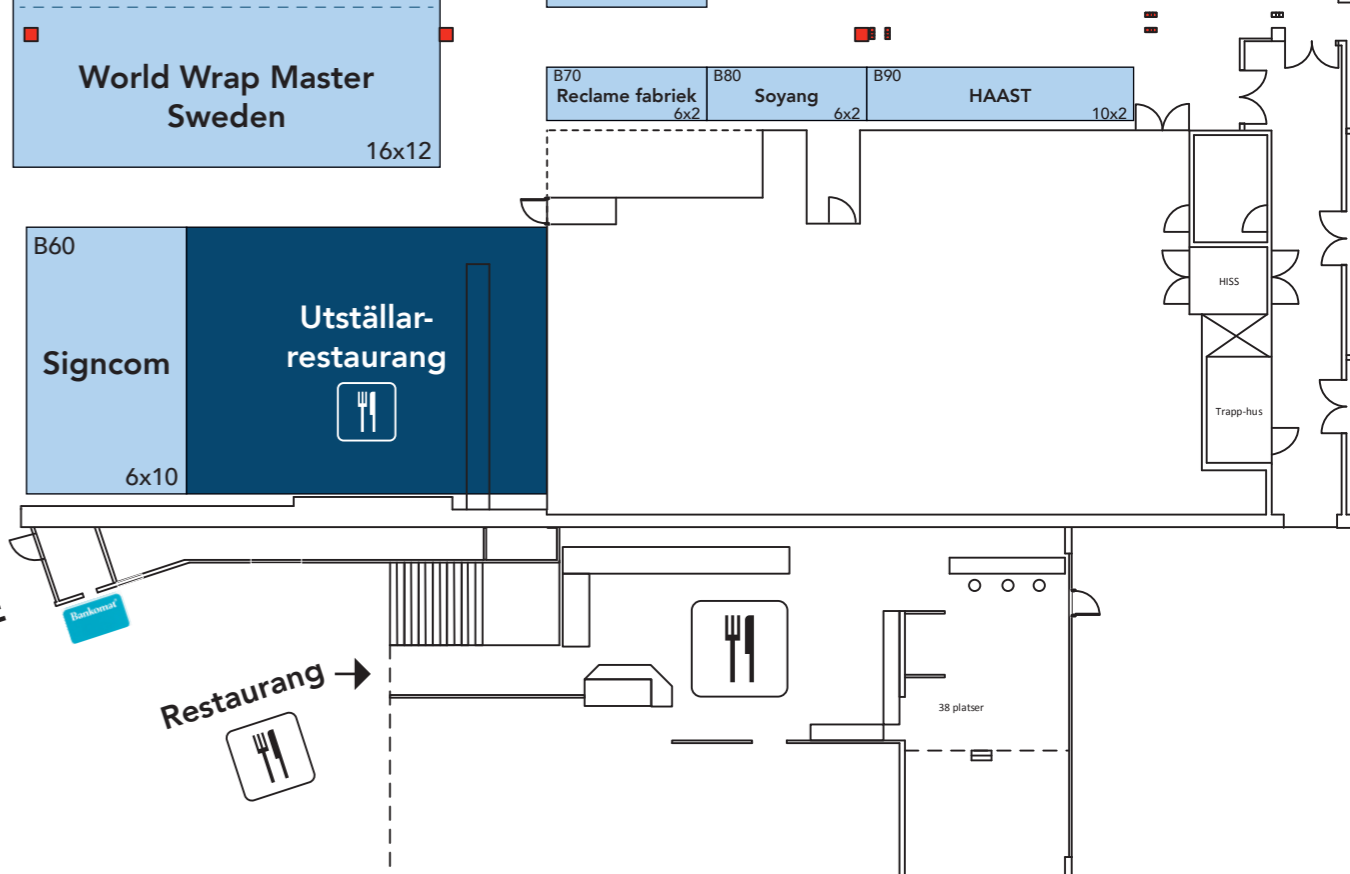 World Wrap Master
Sweden
16x12
B70
Reclame fabriek
6x2
B80
Soyang
6x2
B90
HAAST
10x2
B60
Signcom
6x10
Utställar-
restaurang
HISS
Trapp-hus
Bankomat
Restaurang
38 platser